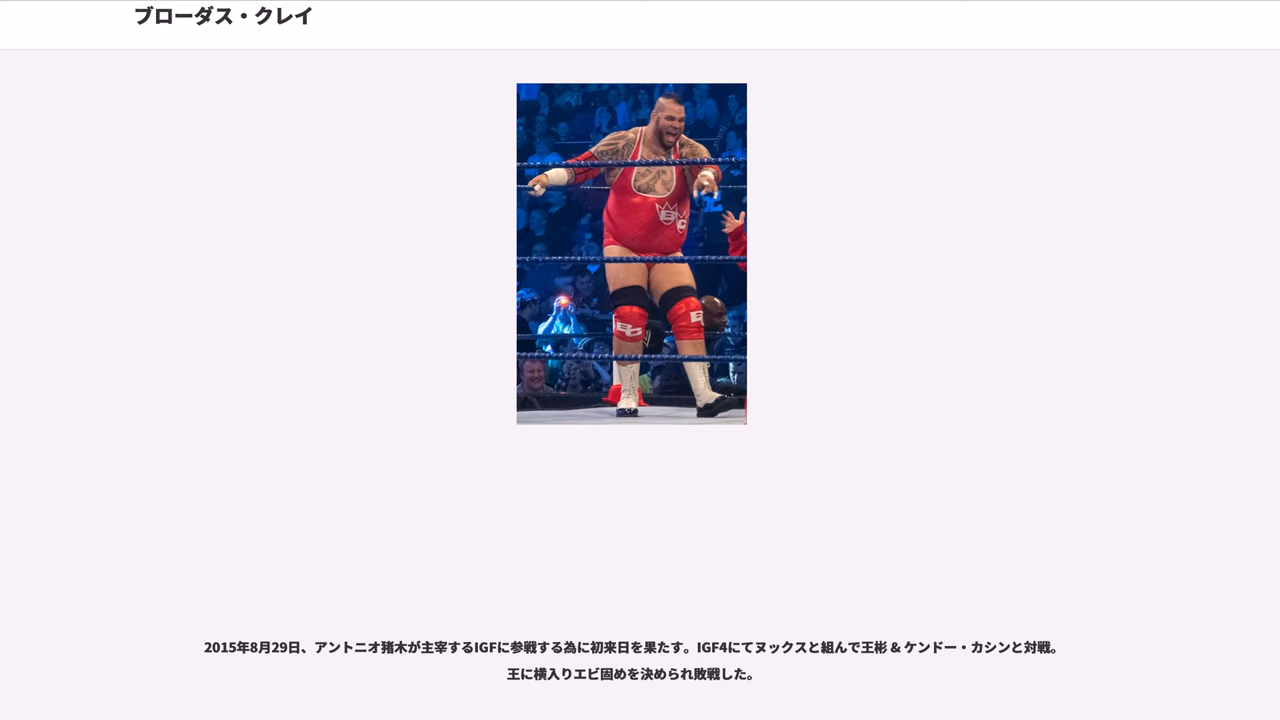 ブローダス・クレイ
BG
BG
B
2015年8月29日、アントニオ猪木が主宰するIGFに参戦する為に初来日を果たす。IGF4にてヌックスと組んで王彬 & ケンドー・カシンと対戦。
王に横入りエビ固めを決められ敗戦した。